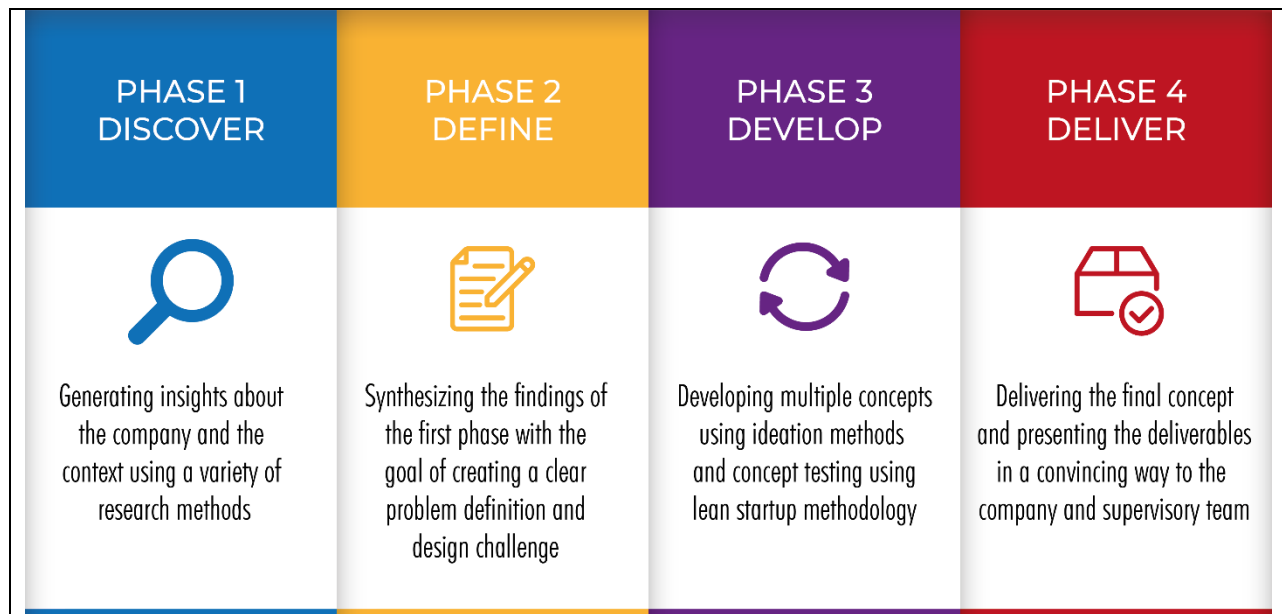 PHASE 1
DISCOVER
Generating insights about
the company and the
context using a variety of
research methods
PHASE 2
DEFINE
Synthesizing the findings of
the first phase with the
goal of creating a clear
problem definition and
design challenge
PHASE 3
DEVELOP
Developing multiple concepts
using ideation methods
and concept testing using
lean startup methodology
PHASE 4
DELIVER
Delivering the final concept
and presenting the deliverables
in a convincing way to the
company and supervisory team